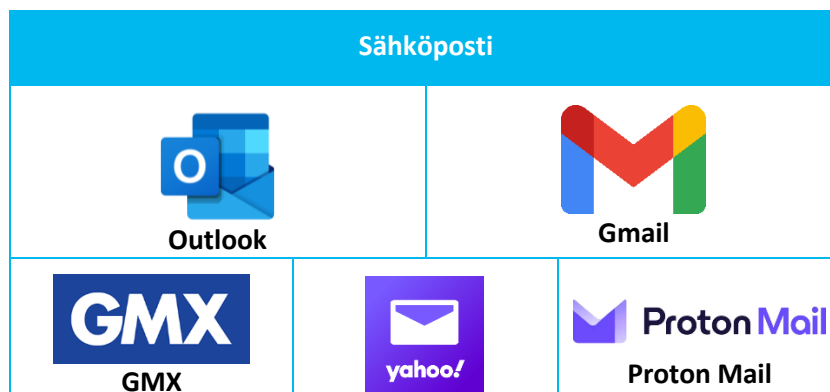 Sähköposti
O
Outlook
Gmail
GMX
GMX
yahoo!
Proton Mail
Proton Mail